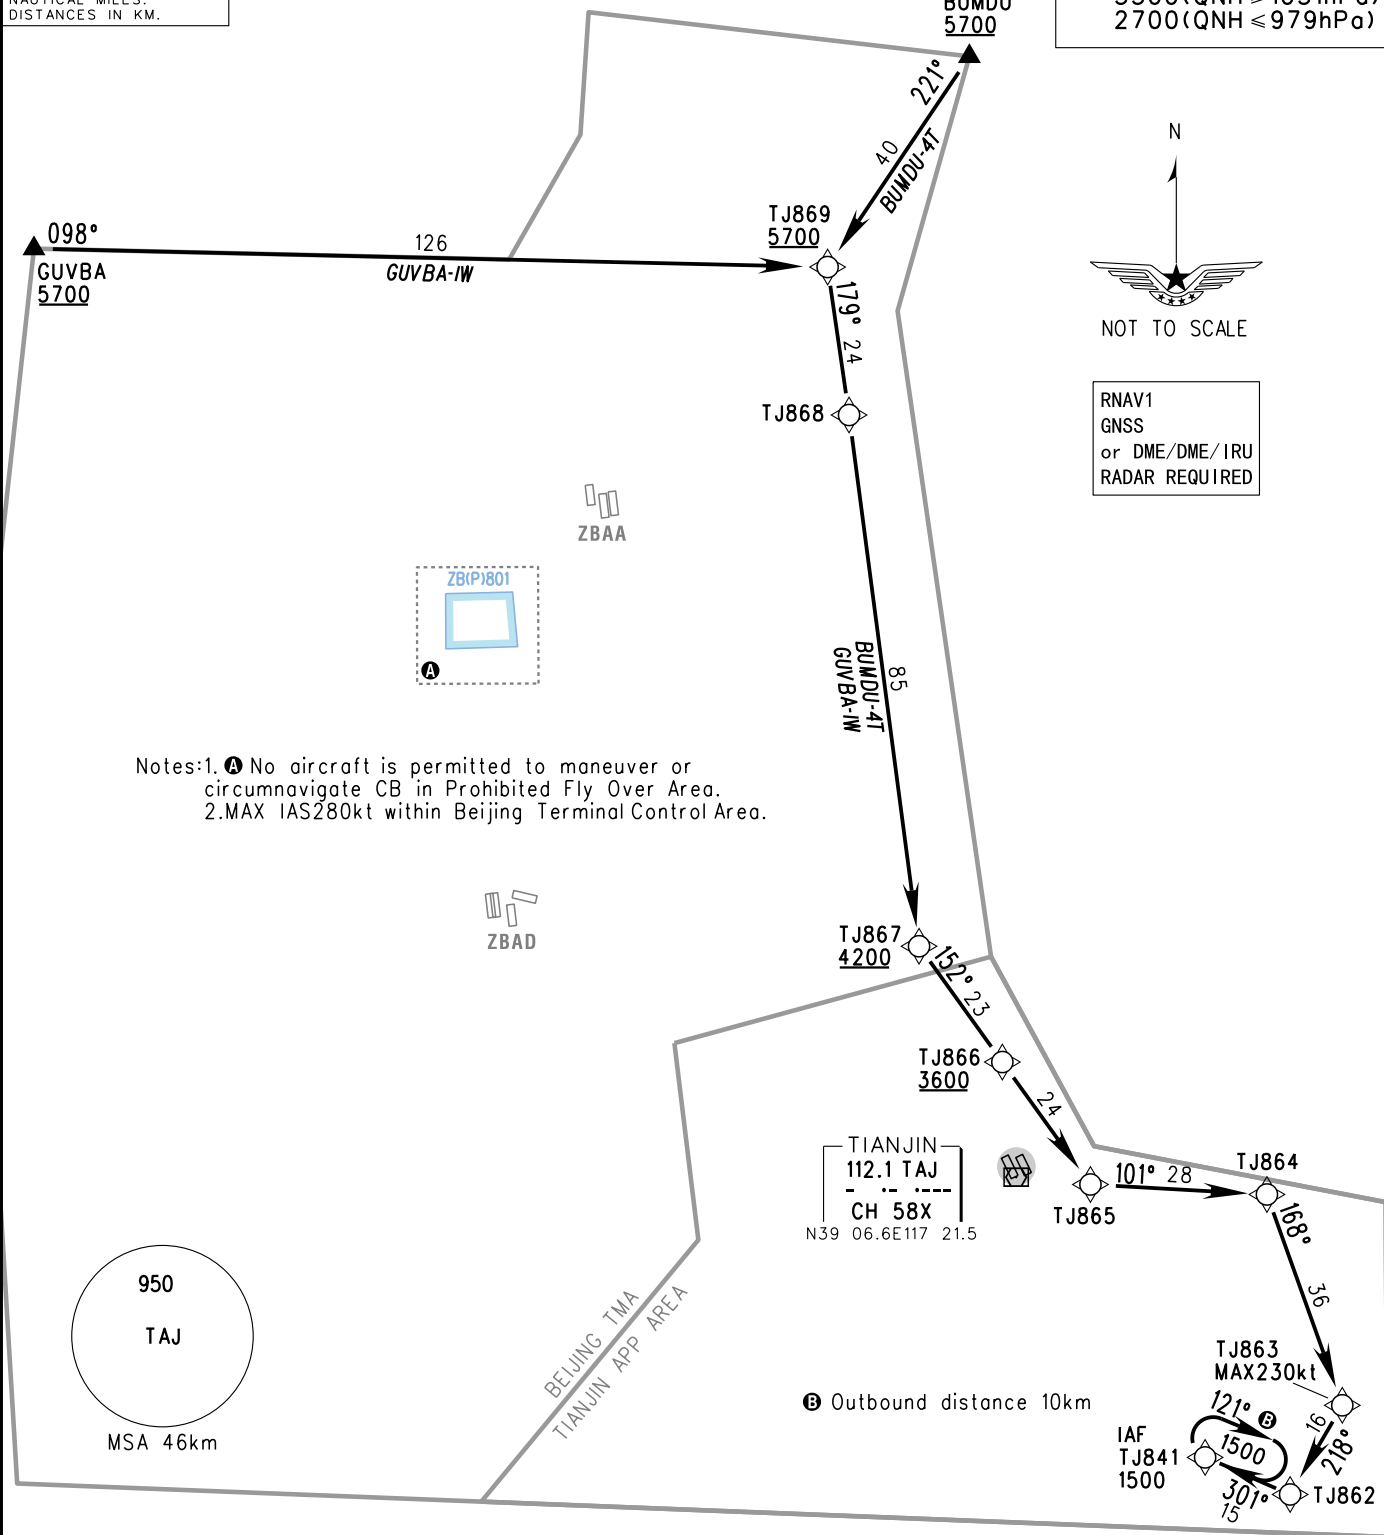 NAUTICAL MILES.
DISTANCES IN KM.
BUMDU
5700
2700(QNH≤979hPa)
221°
40
BUMDU-4T
N
NOT TO SCALE
TJ869
5700
098°
126
GUVBA-1W
GUVBA
5700
179° 24
TJ868
RNAV1
GNSS
or DME/DME/IRU
RADAR REQUIRED
ZBAA
ZB(P)801
A
BUMDU-4T
GUVBA-1W
85
Notes:1. A No aircraft is permitted to maneuver or
circumnavigate CB in Prohibited Fly Over Area.
2.MAX IAS280kt within Beijing Terminal Control Area.
ZBAD
TJ867
4200
152° 23
TJ866
3600
24
TIANJIN
112.1 TAJ
- ·- ·---
CH 58X
N39 06.6E117 21.5
101° 28
TJ865
TJ864
168°
36
950
TAJ
MSA 46km
BEIJING TMA
TIANJIN APP AREA
TJ863
MAX230kt
B Outbound distance 10km
121° B
1500
16
218°
IAF
TJ841
1500
301°
15
TJ862